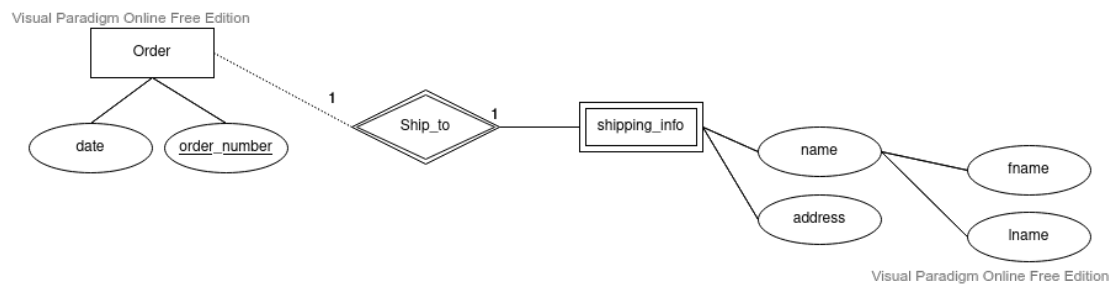 Visual Paradigm Online Free Edition
Order
1
Ship_to
1
shipping_info
date
order_number
name
fname
address
lname
Visual Paradigm Online Free Edition